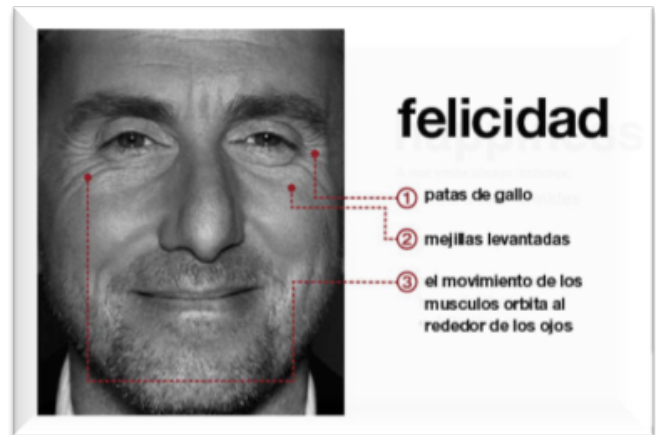 felicidad
1 patas de gallo
2 mejillas levantadas
3 el movimiento de los
musculos orbita al
rededor de los ojos